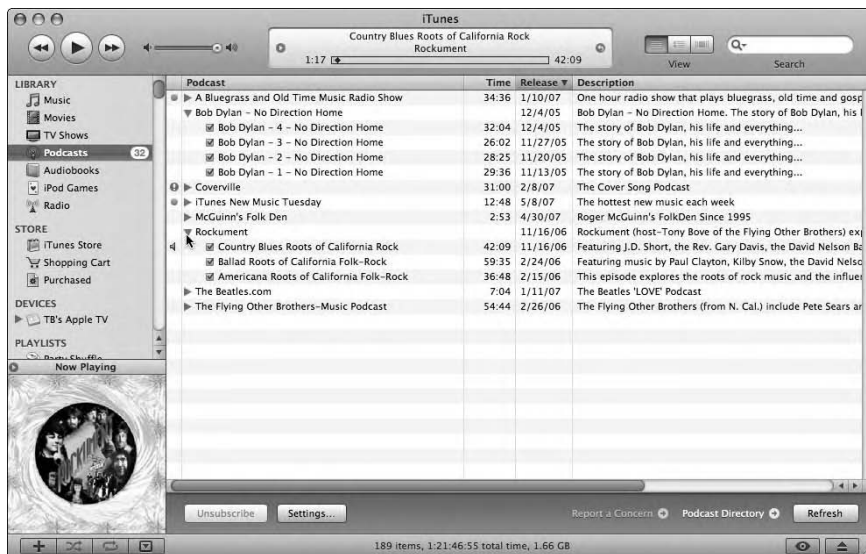 iTunes
Country Blues Roots of California Rock
Rockument
1:17 42:09
View Search
LIBRARY
Music
Movies
TV Shows
Podcasts 32
Audiobooks
iPod Games
Radio
STORE
iTunes Store
Shopping Cart
Purchased
DEVICES
TB's Apple TV
PLAYLISTS
Party Shuffle
Now Playing
Podcast Time Release Description
A Bluegrass and Old Time Music Radio Show 34:36 1/10/07 One hour radio show that plays bluegrass, old time and gosp
Bob Dylan - No Direction Home 12/4/05 Bob Dylan - No Direction Home. The story of Bob Dylan, his l
Bob Dylan - 4 - No Direction Home 32:04 12/4/05 The story of Bob Dylan, his life and everything...
Bob Dylan - 3 - No Direction Home 26:02 11/27/05 The story of Bob Dylan, his life and everything...
Bob Dylan - 2 - No Direction Home 28:25 11/20/05 The story of Bob Dylan, his life and everything...
Bob Dylan - 1 - No Direction Home 29:36 11/13/05 The story of Bob Dylan, his life and everything...
Coverville 31:00 2/8/07 The Cover Song Podcast
iTunes New Music Tuesday 12:48 5/8/07 The hottest new music each week
McGuinn's Folk Den 2:53 4/30/07 Roger McGuinn's FolkDen Since 1995
Rockument 11/16/06 Rockument (host-Tony Bove of the Flying Other Brothers) exp
Country Blues Roots of California Rock 42:09 11/16/06 Featuring J.D. Short, the Rev. Gary Davis, the David Nelson Ba
Ballad Roots of California Folk-Rock 59:35 2/24/06 Featuring music by Paul Clayton, Kilby Snow, the David Nelso
Americana Roots of California Folk-Rock 36:48 2/15/06 This episode explores the roots of rock music and the influen
The Beatles.com 7:04 1/11/07 The Beatles 'LOVE' Podcast
The Flying Other Brothers-Music Podcast 54:44 2/26/06 The Flying Other Brothers (from N. Cal.) include Pete Sears an
Unsubscribe Settings... Report a Concern Podcast Directory Refresh
189 items, 1:21:46:55 total time, 1.66 GB